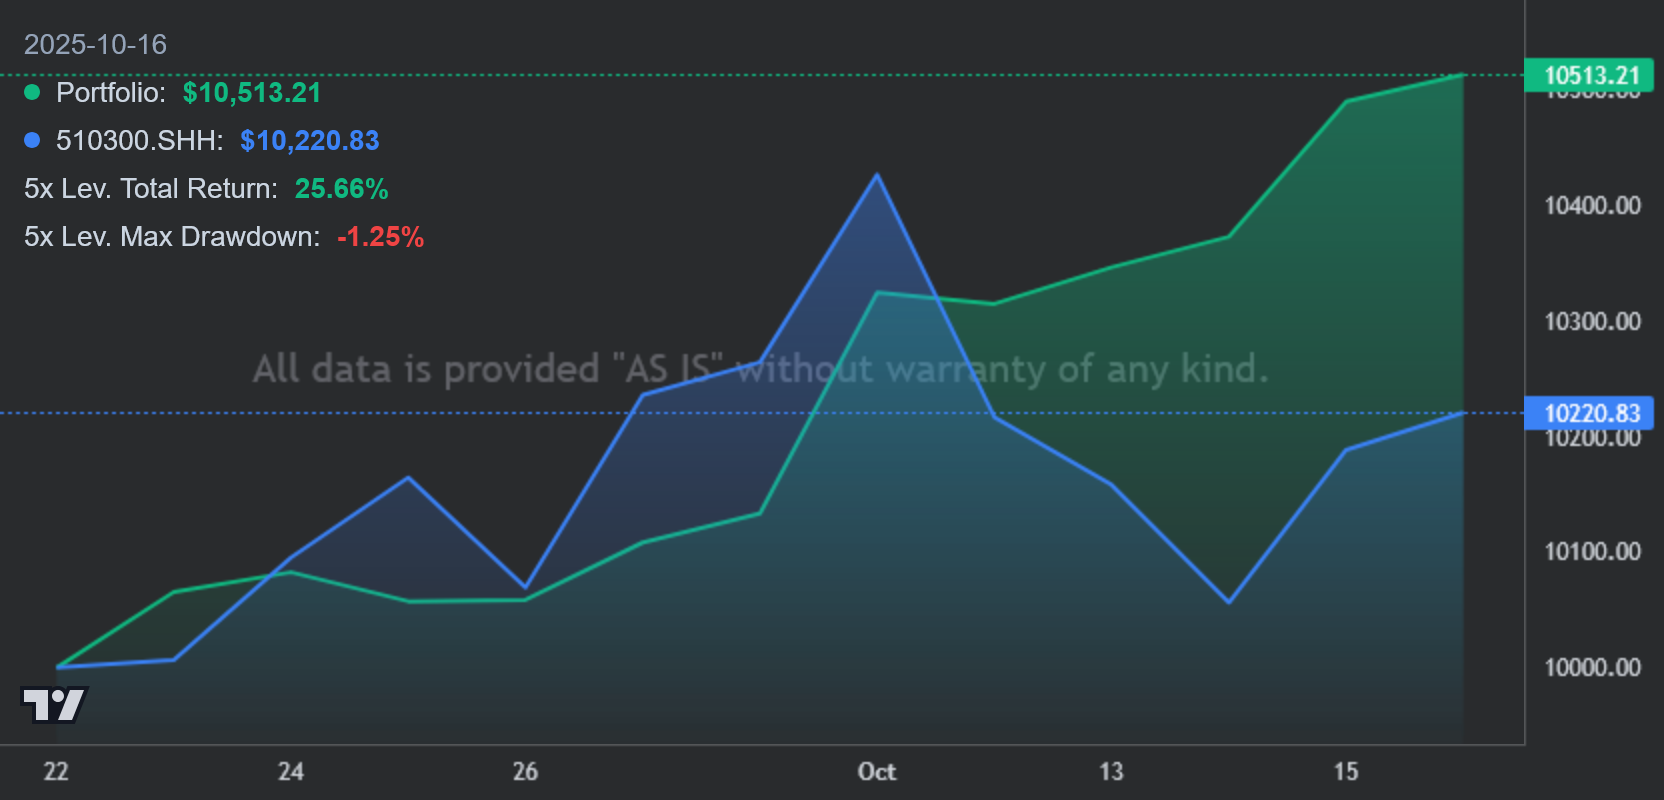 2025-10-16
Portfolio: $10,513.21
510300.SHH: $10,220.83
5x Lev. Total Return: 25.66%
5x Lev. Max Drawdown: -1.25%
All data is provided "AS IS" without warranty of any kind.
10513.21
10400.00
10300.00
10220.83
10200.00
10100.00
10000.00
22 24 26 Oct 13 15